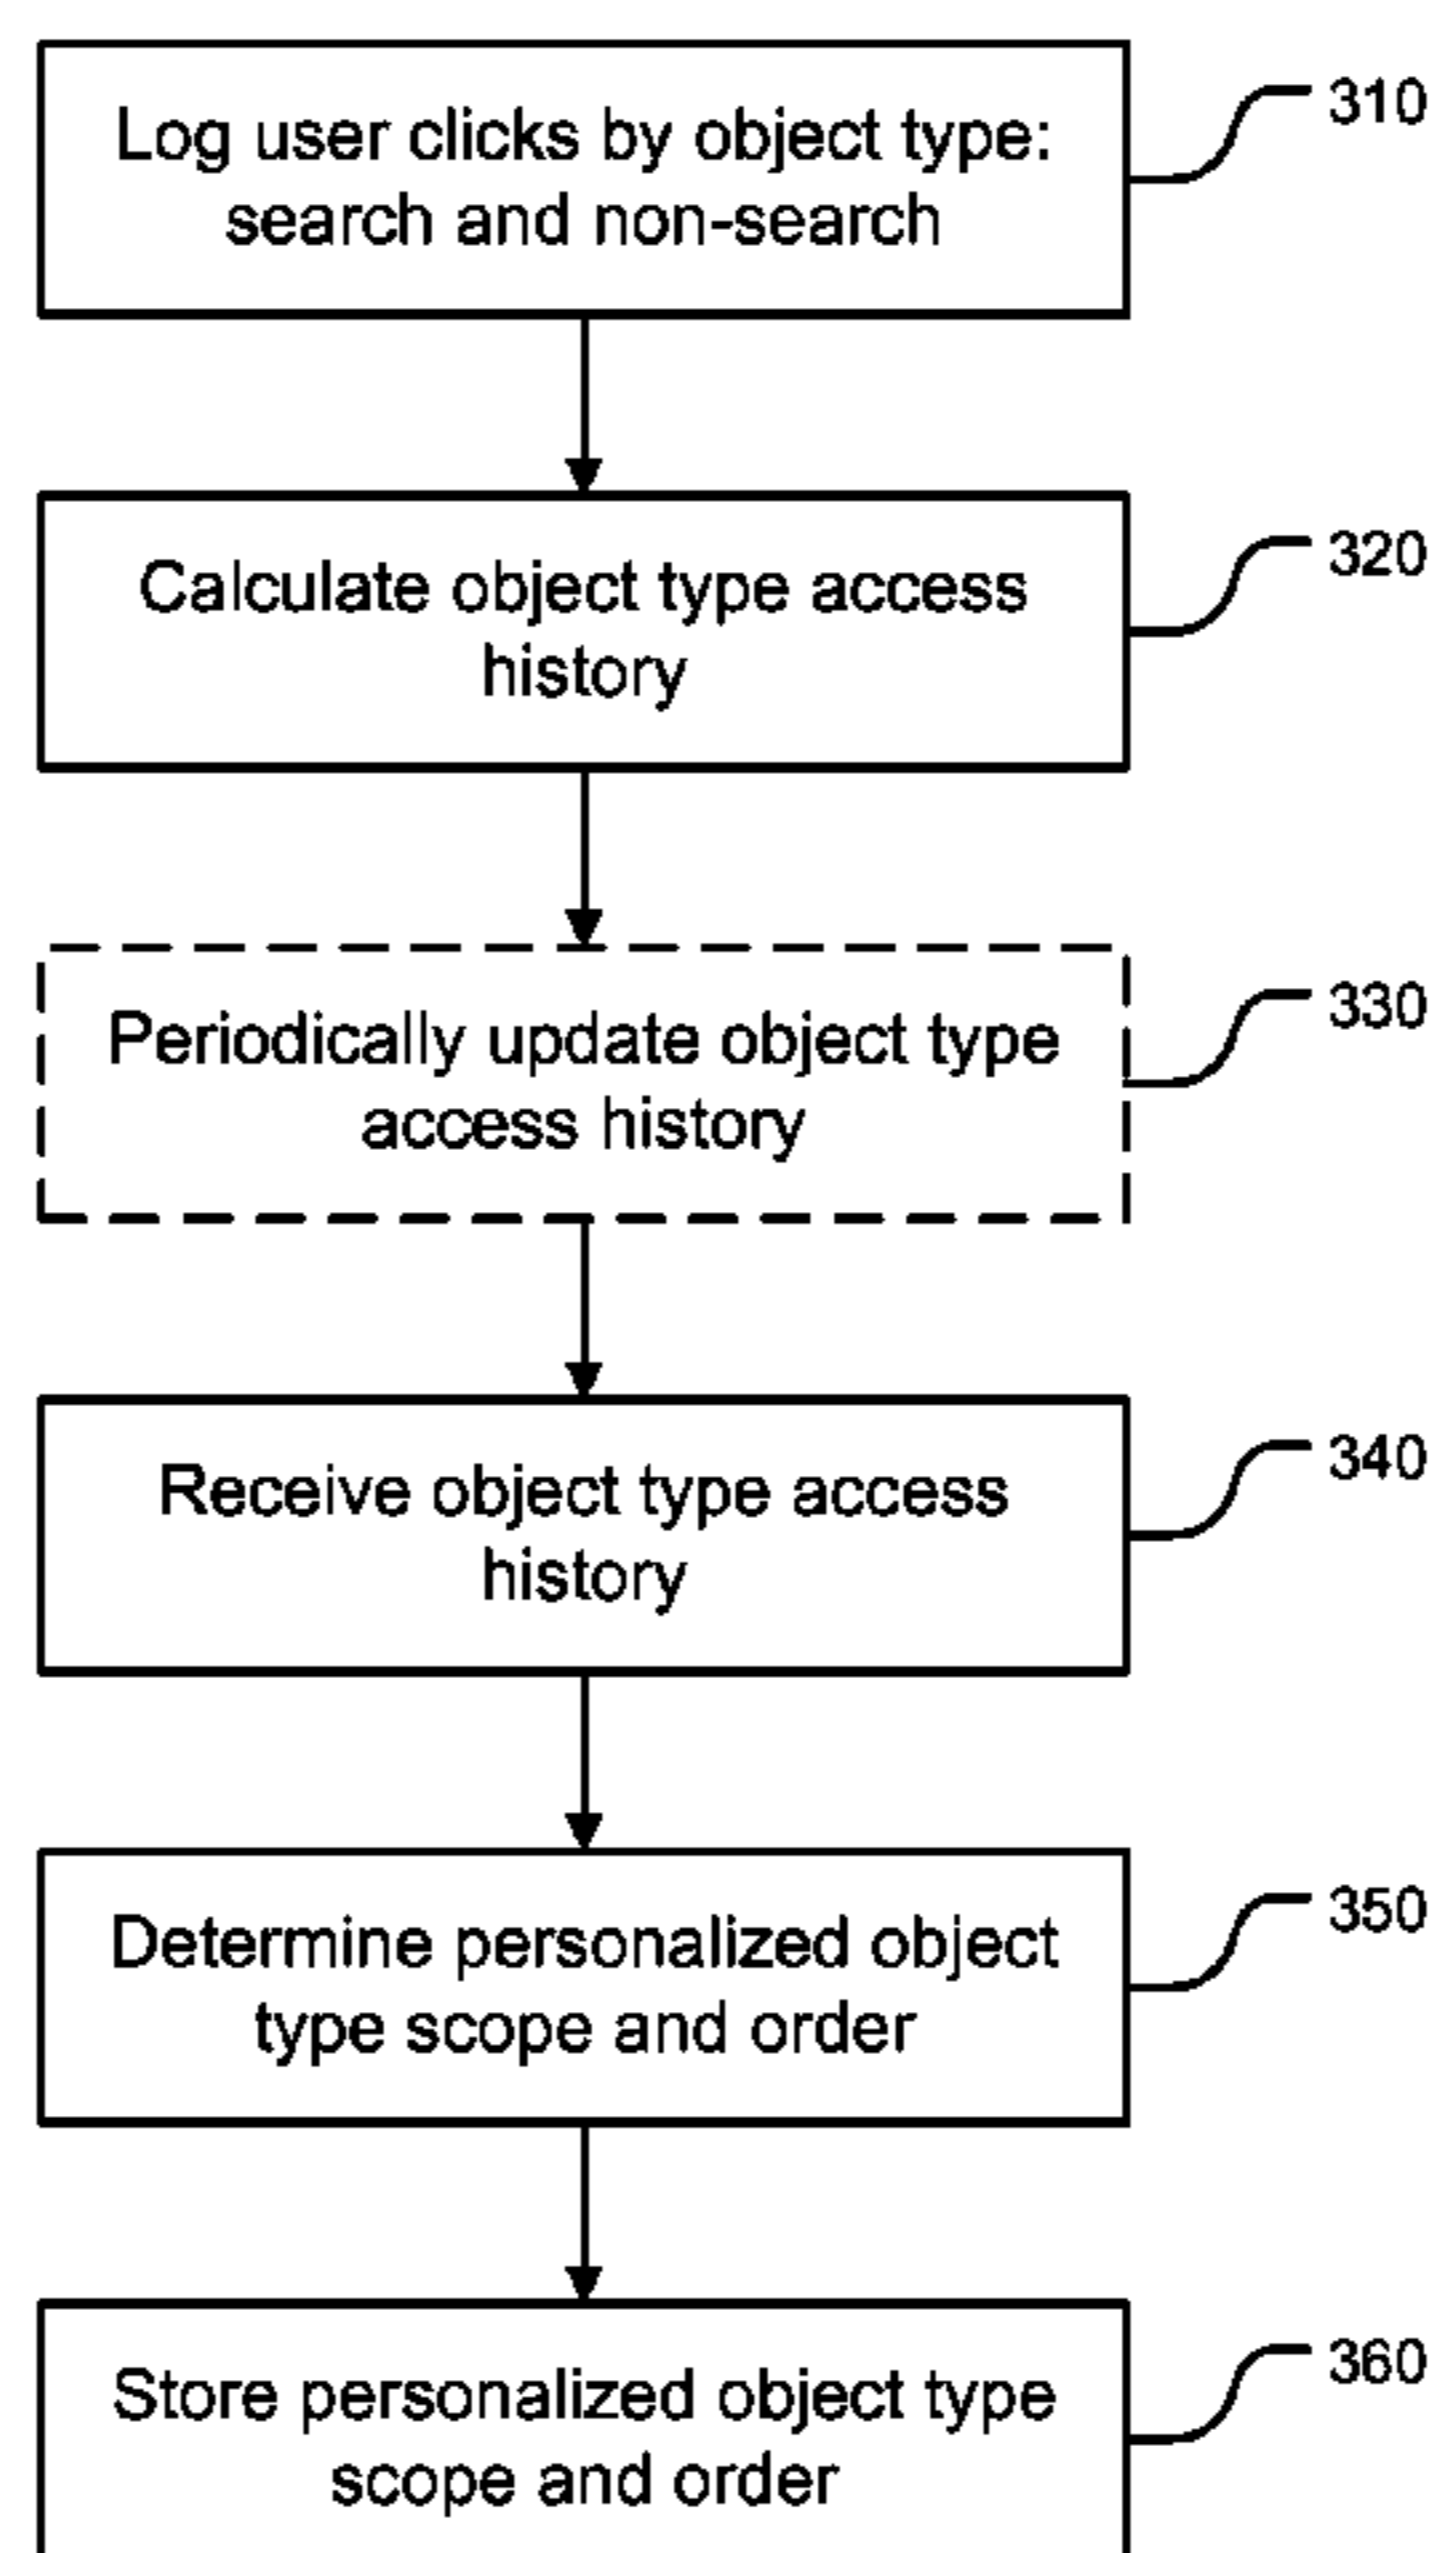 Log user clicks by object type:
search and non-search
310
Calculate object type access
history
320
Periodically update object type
access history
330
Receive object type access
history
340
Determine personalized object
type scope and order
350
Store personalized object type
scope and order
360